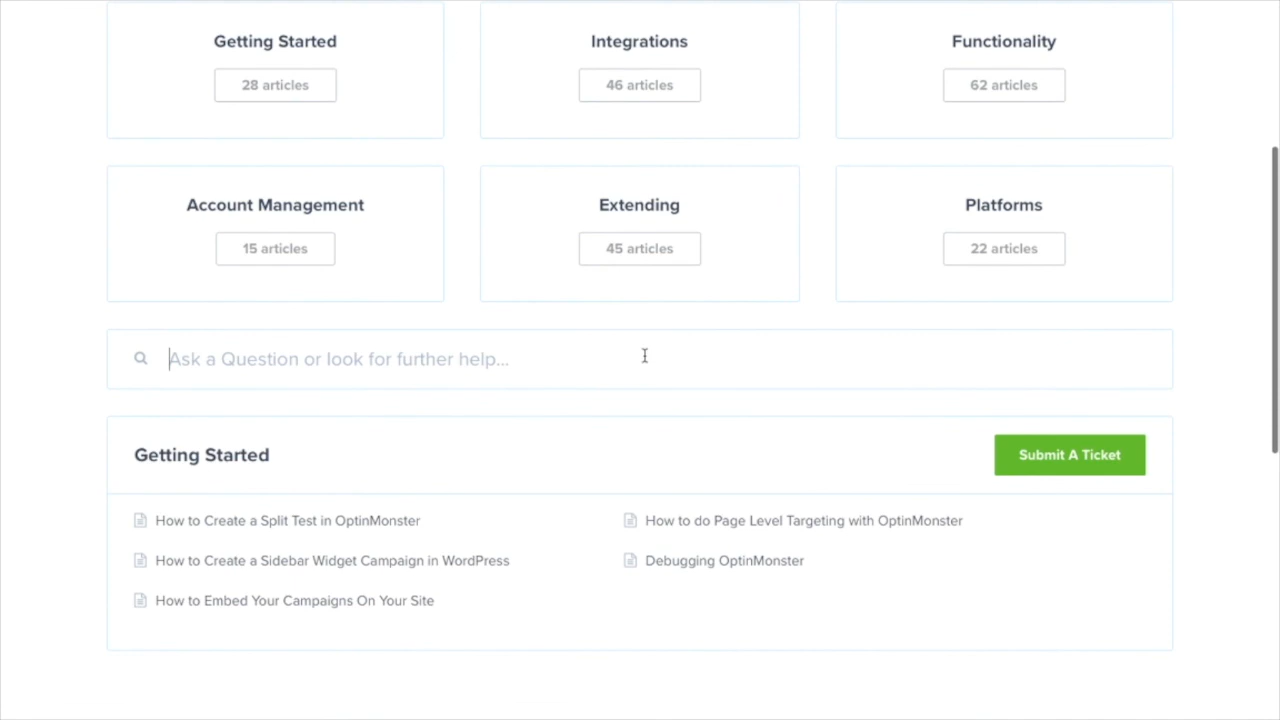 Getting Started
Integrations
Functionality
28 articles
46 articles
62 articles
Account Management
Extending
Platforms
15 articles
45 articles
22 articles
Ask a Question or look for further help...
Getting Started
Submit A Ticket
How to Create a Split Test in OptinMonster
How to do Page Level Targeting with OptinMonster
How to Create a Sidebar Widget Campaign in WordPress
Debugging OptinMonster
How to Embed Your Campaigns On Your Site